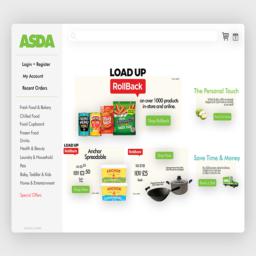 ASDA
Login + Register
My Account
Recent Orders
Fresh Food & Bakery
Chilled Food
Food Cupboard
Frozen Food
Drinks
Health & Beauty
Laundry & Household
Pets
Baby, Toddler & Kids
Home & Entertainment
Special Offers
LOAD UP
RollBack
on over 1000 products
in-store and online.
Shop RollBack
The Personal Touch
LOAD UP
RollBack
Anchor
Spreadable
NOW £2.50
Shop Now
ANCHOR
ANCHOR
RollBack
Shop Now
NOW £5
Save Time & Money